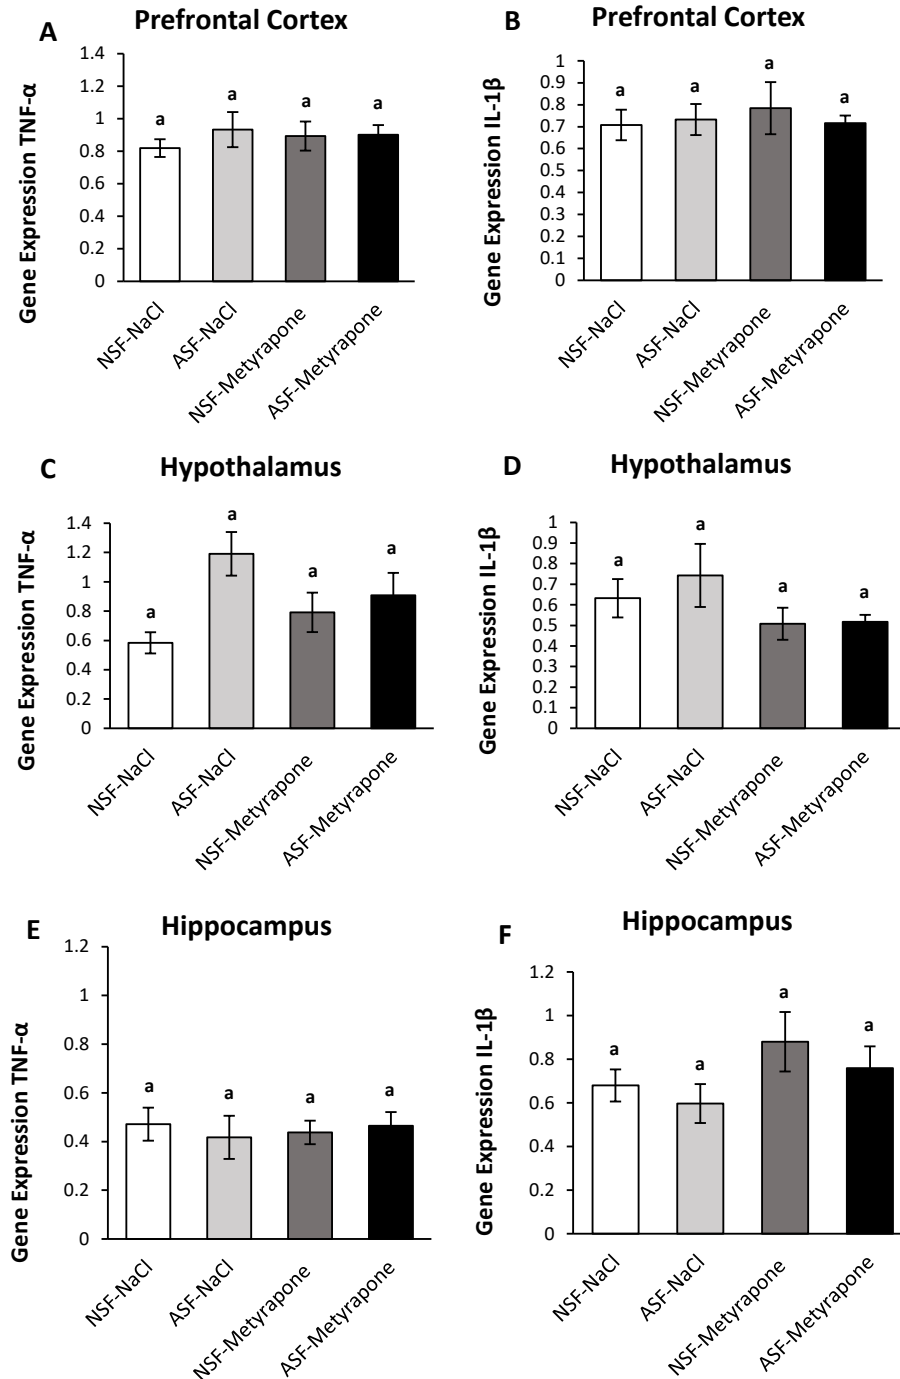 A
Prefrontal Cortex
Gene Expression TNF-α
1.4
1.2
1
0.8
0.6
0.4
0.2
0
a
a
a
a
NSF-NaCl
ASF-NaCl
NSF-Metyrapone
ASF-Metyrapone
B
Prefrontal Cortex
Gene Expression IL-1β
1
0.9
0.8
0.7
0.6
0.5
0.4
0.3
0.2
0.1
0
a
a
a
a
NSF-NaCl
ASF-NaCl
NSF-Metyrapone
ASF-Metyrapone
C
Hypothalamus
Gene Expression TNF-α
1.4
1.2
1
0.8
0.6
0.4
0.2
0
a
a
a
a
NSF-NaCl
ASF-NaCl
NSF-Metyrapone
ASF-Metyrapone
D
Hypothalamus
Gene Expression IL-1β
1
0.9
0.8
0.7
0.6
0.5
0.4
0.3
0.2
0.1
0
a
a
a
a
NSF-NaCl
ASF-NaCl
NSF-Metyrapone
ASF-Metyrapone
E
Hippocampus
Gene Expression TNF-α
1.2
1
0.8
0.6
0.4
0.2
0
a
a
a
a
NSF-NaCl
ASF-NaCl
NSF-Metyrapone
ASF-Metyrapone
F
Hippocampus
Gene Expression IL-1β
1.2
1
0.8
0.6
0.4
0.2
0
a
a
a
a
NSF-NaCl
ASF-NaCl
NSF-Metyrapone
ASF-Metyrapone